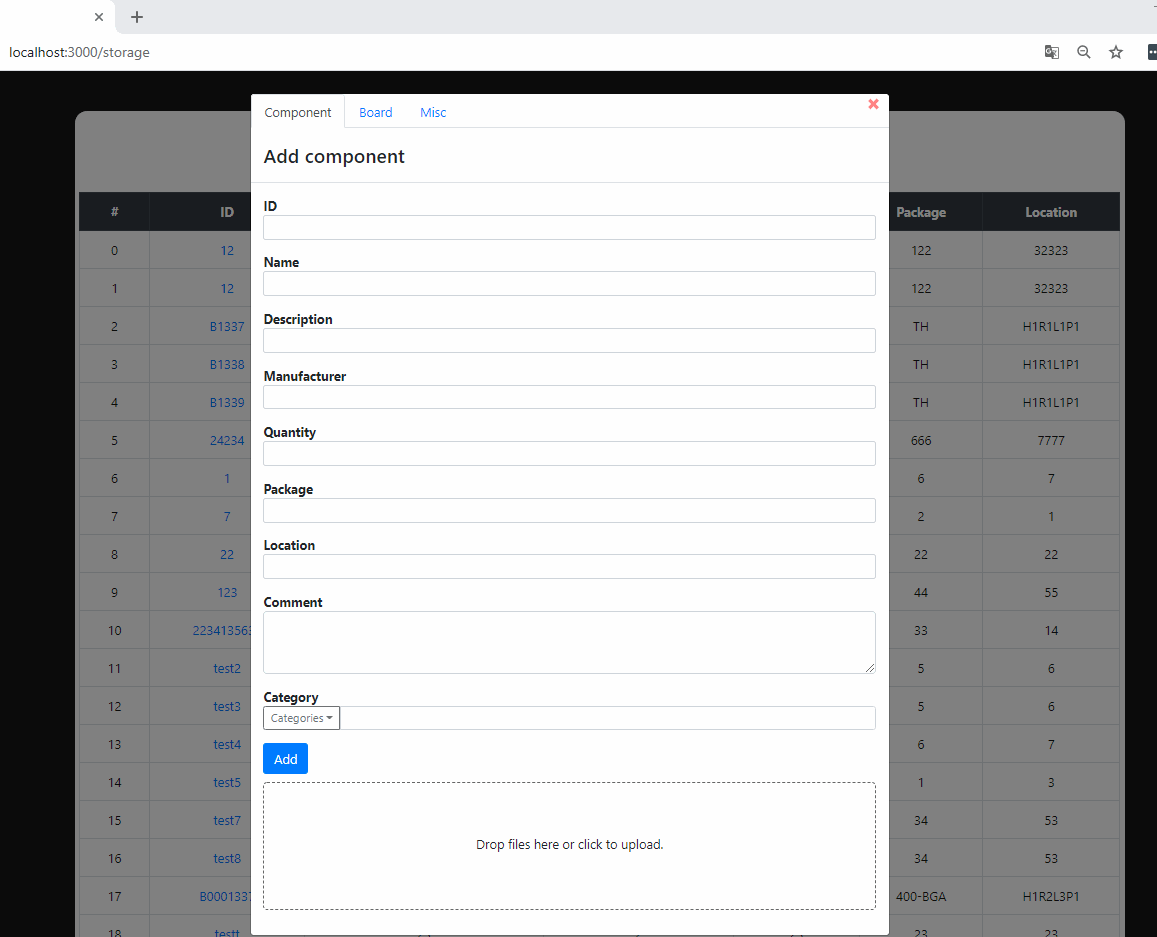 localhost:3000/storage
Component Board Misc
Add component
# ID Package Location
ID
0 12 122 32323
Name
1 12 122 32323
Description
2 B1337 TH H1R1L1P1
3 B1338 TH H1R1L1P1
Manufacturer
4 B1339 TH H1R1L1P1
Quantity
5 24234 666 7777
6 1 6 7
Package
7 7 2 1
Location
8 22 22 22
9 123 44 55
Comment
10 223413563 33 14
11 test2 5 6
Category
12 test3 5 6
Categories
13 test4 6 7
Add
14 test5 1 3
15 test7 34 53
Drop files here or click to upload.
16 test8 34 53
17 B0001337 400-BGA H1R2L3P1
18 testt 23 23